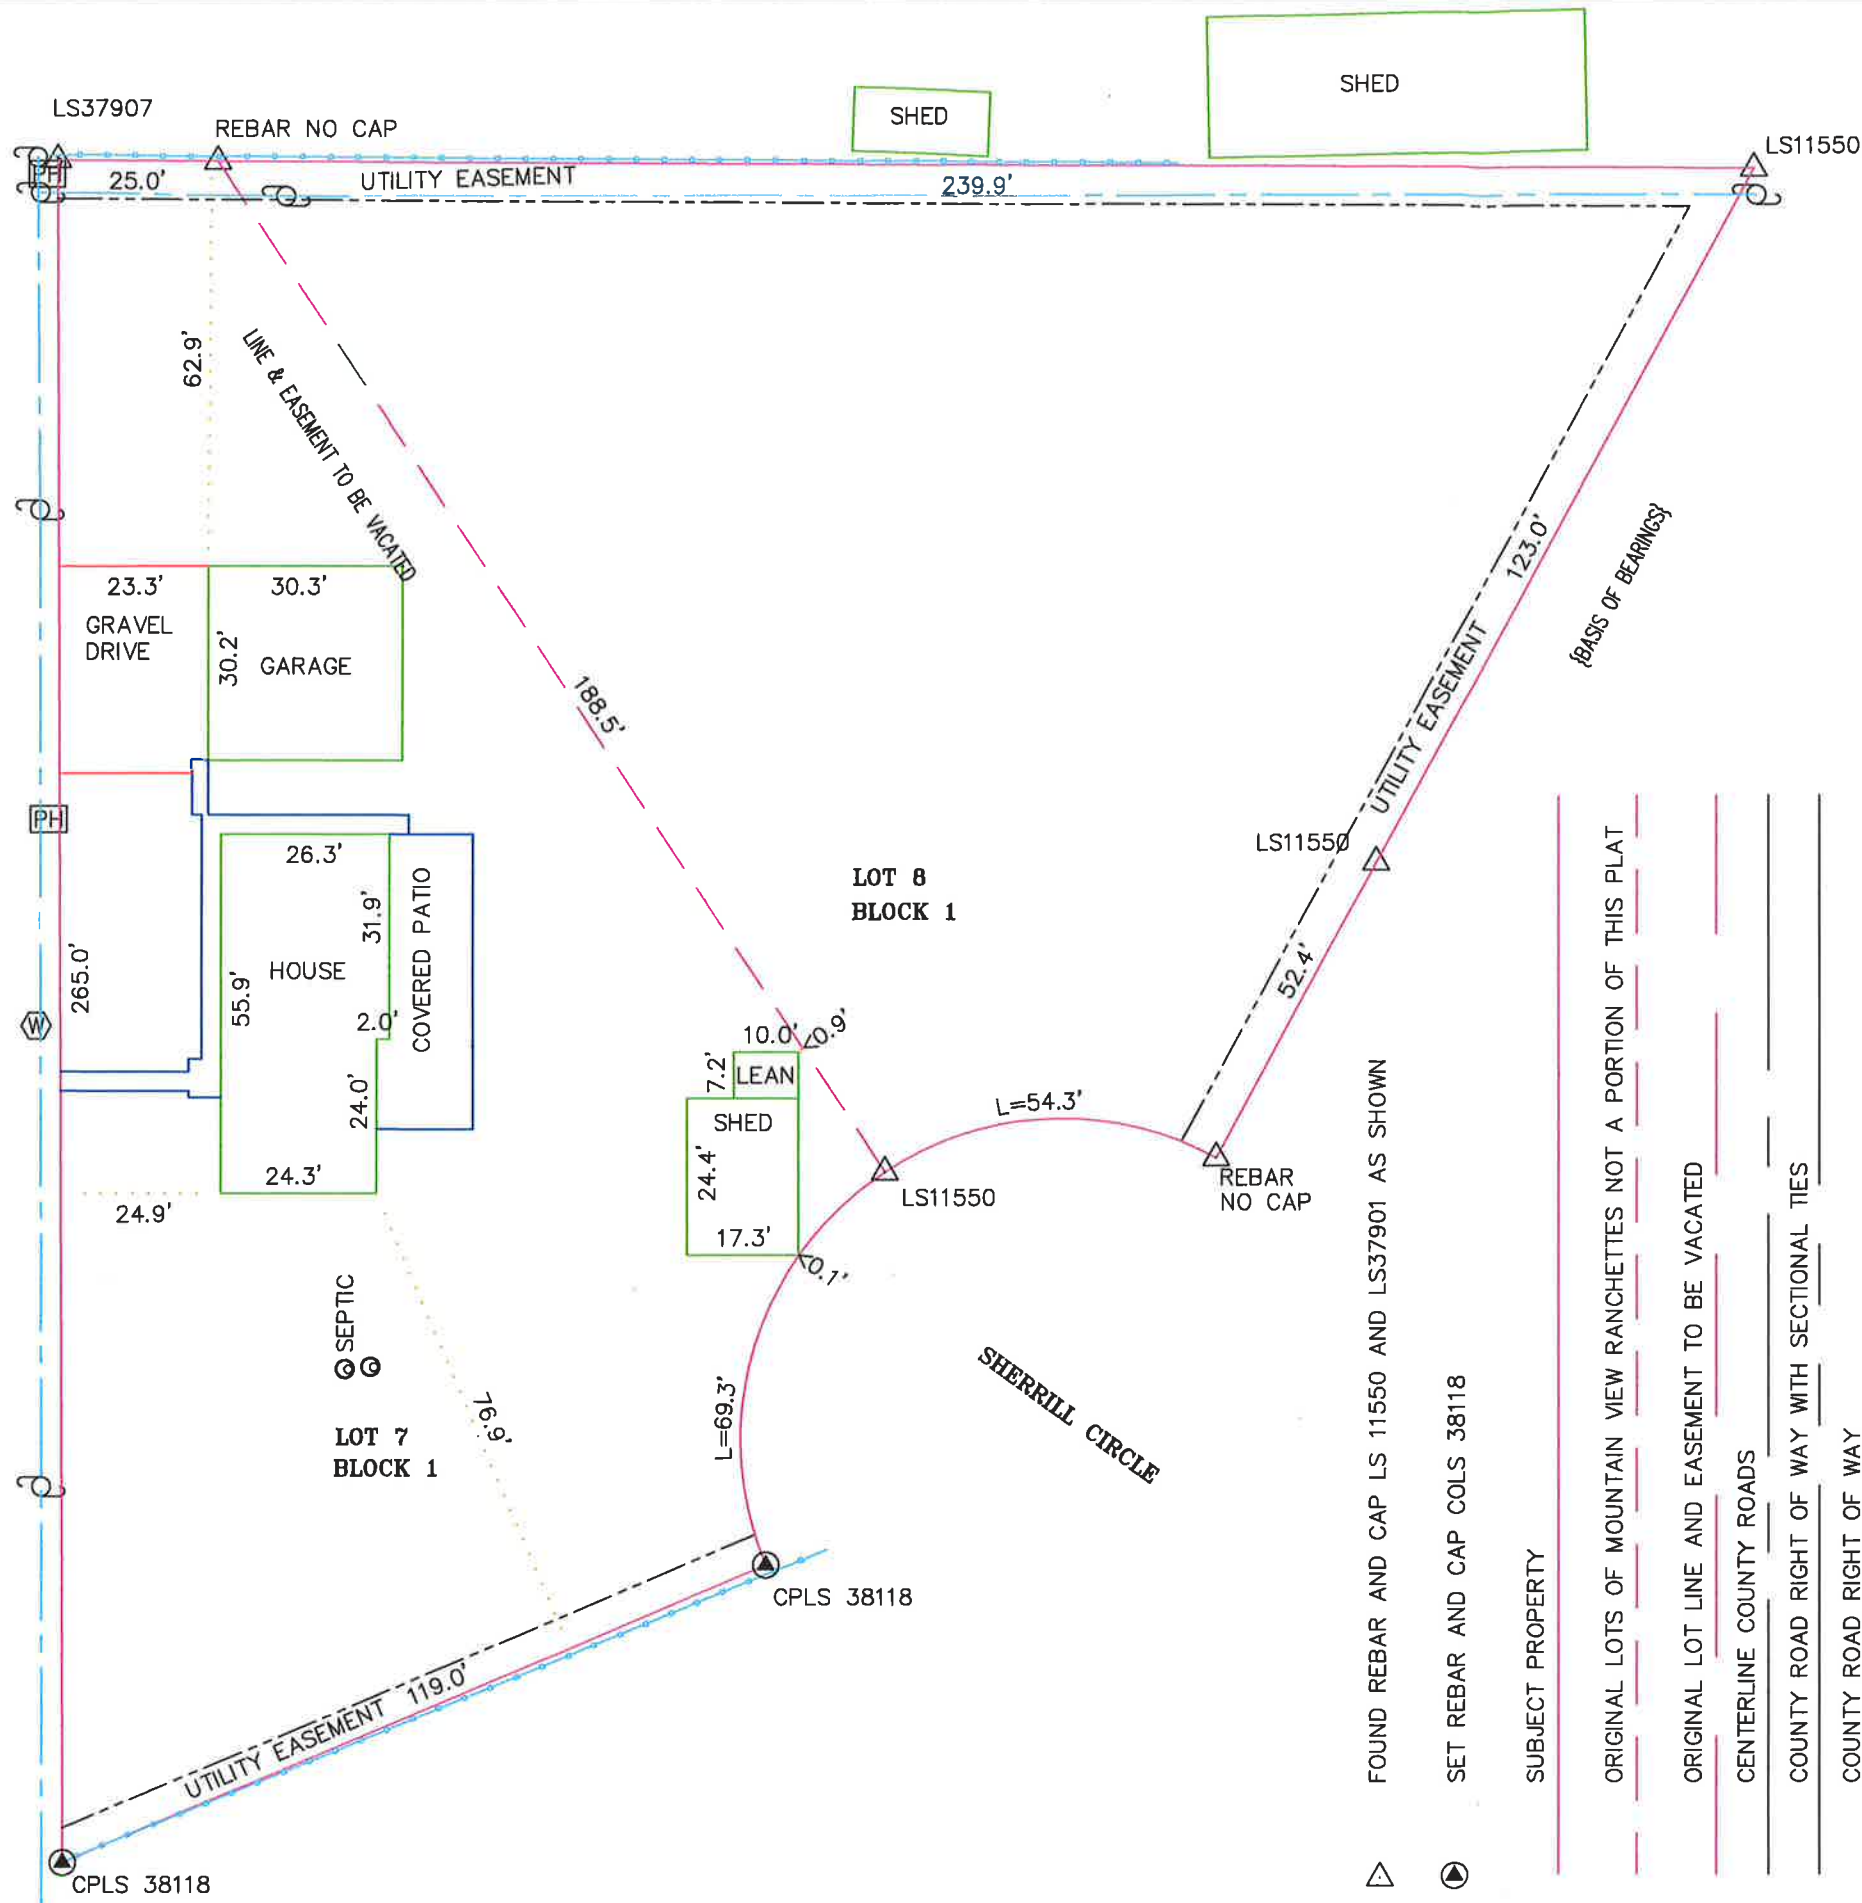 SHED
SHED
LS37907
REBAR NO CAP
LS11550
PH
25.0'
UTILITY EASEMENT
239.9'
62.9'
LINE & EASEMENT TO BE VACATED
123.0'
{BASIS OF BEARINGS}
23.3'
30.3'
GRAVEL
DRIVE
30.2'
GARAGE
188.5'
UTILITY EASEMENT
PH
26.3'
LS11550
LOT 8
BLOCK 1
31.9'
COVERED PATIO
265.0'
55.9'
HOUSE
52.4'
W
2.0'
10.0'
0.9'
7.2'
LEAN
24.0'
SHED
L=54.3'
24.4'
24.3'
REBAR
NO CAP
LS11550
24.9'
17.3'
0.1'
SEPTIC
76.9'
L=69.3'
SHERRILL CIRCLE
LOT 7
BLOCK 1
CPLS 38118
UTILITY EASEMENT
119.0'
CPLS 38118
FOUND REBAR AND CAP LS 11550 AND LS37901 AS SHOWN
SET REBAR AND CAP COLS 38118
SUBJECT PROPERTY
ORIGINAL LOTS OF MOUNTAIN VIEW RANCHETTES NOT A PORTION OF THIS PLAT
ORIGINAL LOT LINE AND EASEMENT TO BE VACATED
CENTERLINE COUNTY ROADS
COUNTY ROAD RIGHT OF WAY WITH SECTIONAL TIES
COUNTY ROAD RIGHT OF WAY